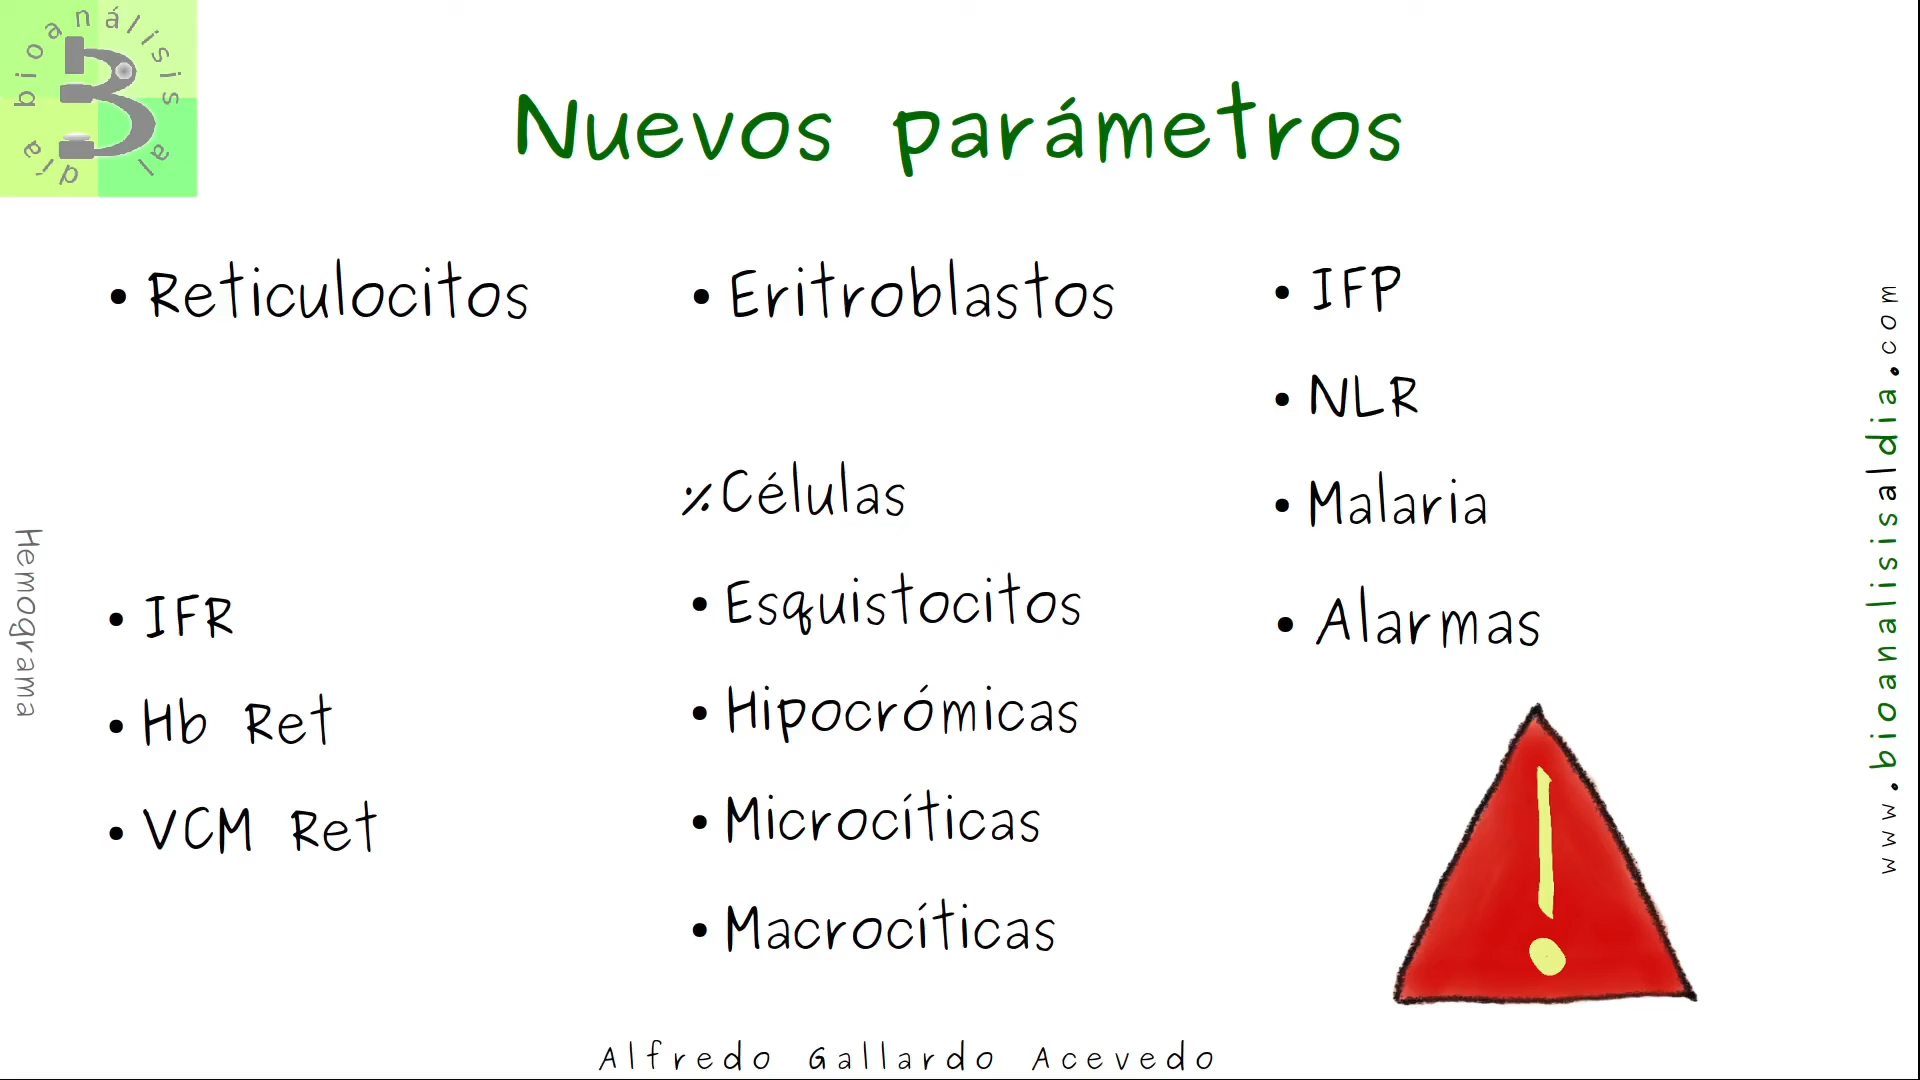 bioanálisis al día
Nuevos parámetros
• Reticulocitos
• IFR
• Hb Ret
• VCM Ret
• Eritroblastos
%Células
• Esquistocitos
• Hipocrómicas
• Microcíticas
• Macrocíticas
• IFP
• NLR
• Malaria
• Alarmas
!
Hemograma
www.bioanalisisaldia.com
Alfredo Gallardo Acevedo